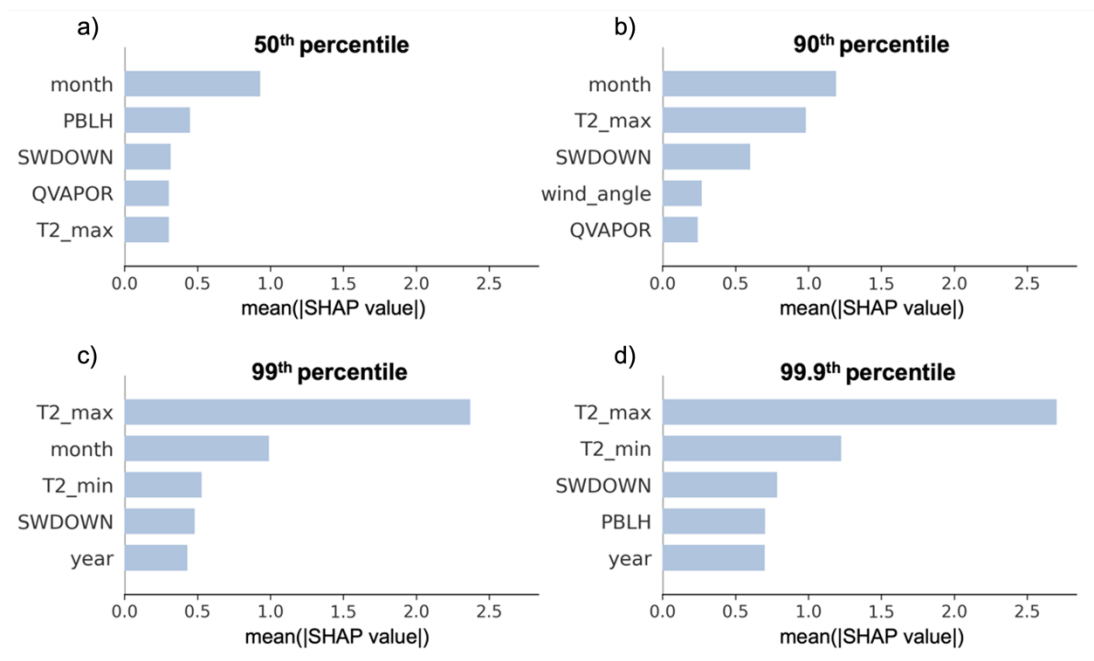 a)
50th percentile
month
PBLH
SWDOWN
QVAPOR
T2_max
0.0 0.5 1.0 1.5 2.0 2.5
mean(|SHAP value|)
b)
90th percentile
month
T2_max
SWDOWN
wind_angle
QVAPOR
0.0 0.5 1.0 1.5 2.0 2.5
mean(|SHAP value|)
c)
99th percentile
T2_max
month
T2_min
SWDOWN
year
0.0 0.5 1.0 1.5 2.0 2.5
mean(|SHAP value|)
d)
99.9th percentile
T2_max
T2_min
SWDOWN
PBLH
year
0.0 0.5 1.0 1.5 2.0 2.5
mean(|SHAP value|)